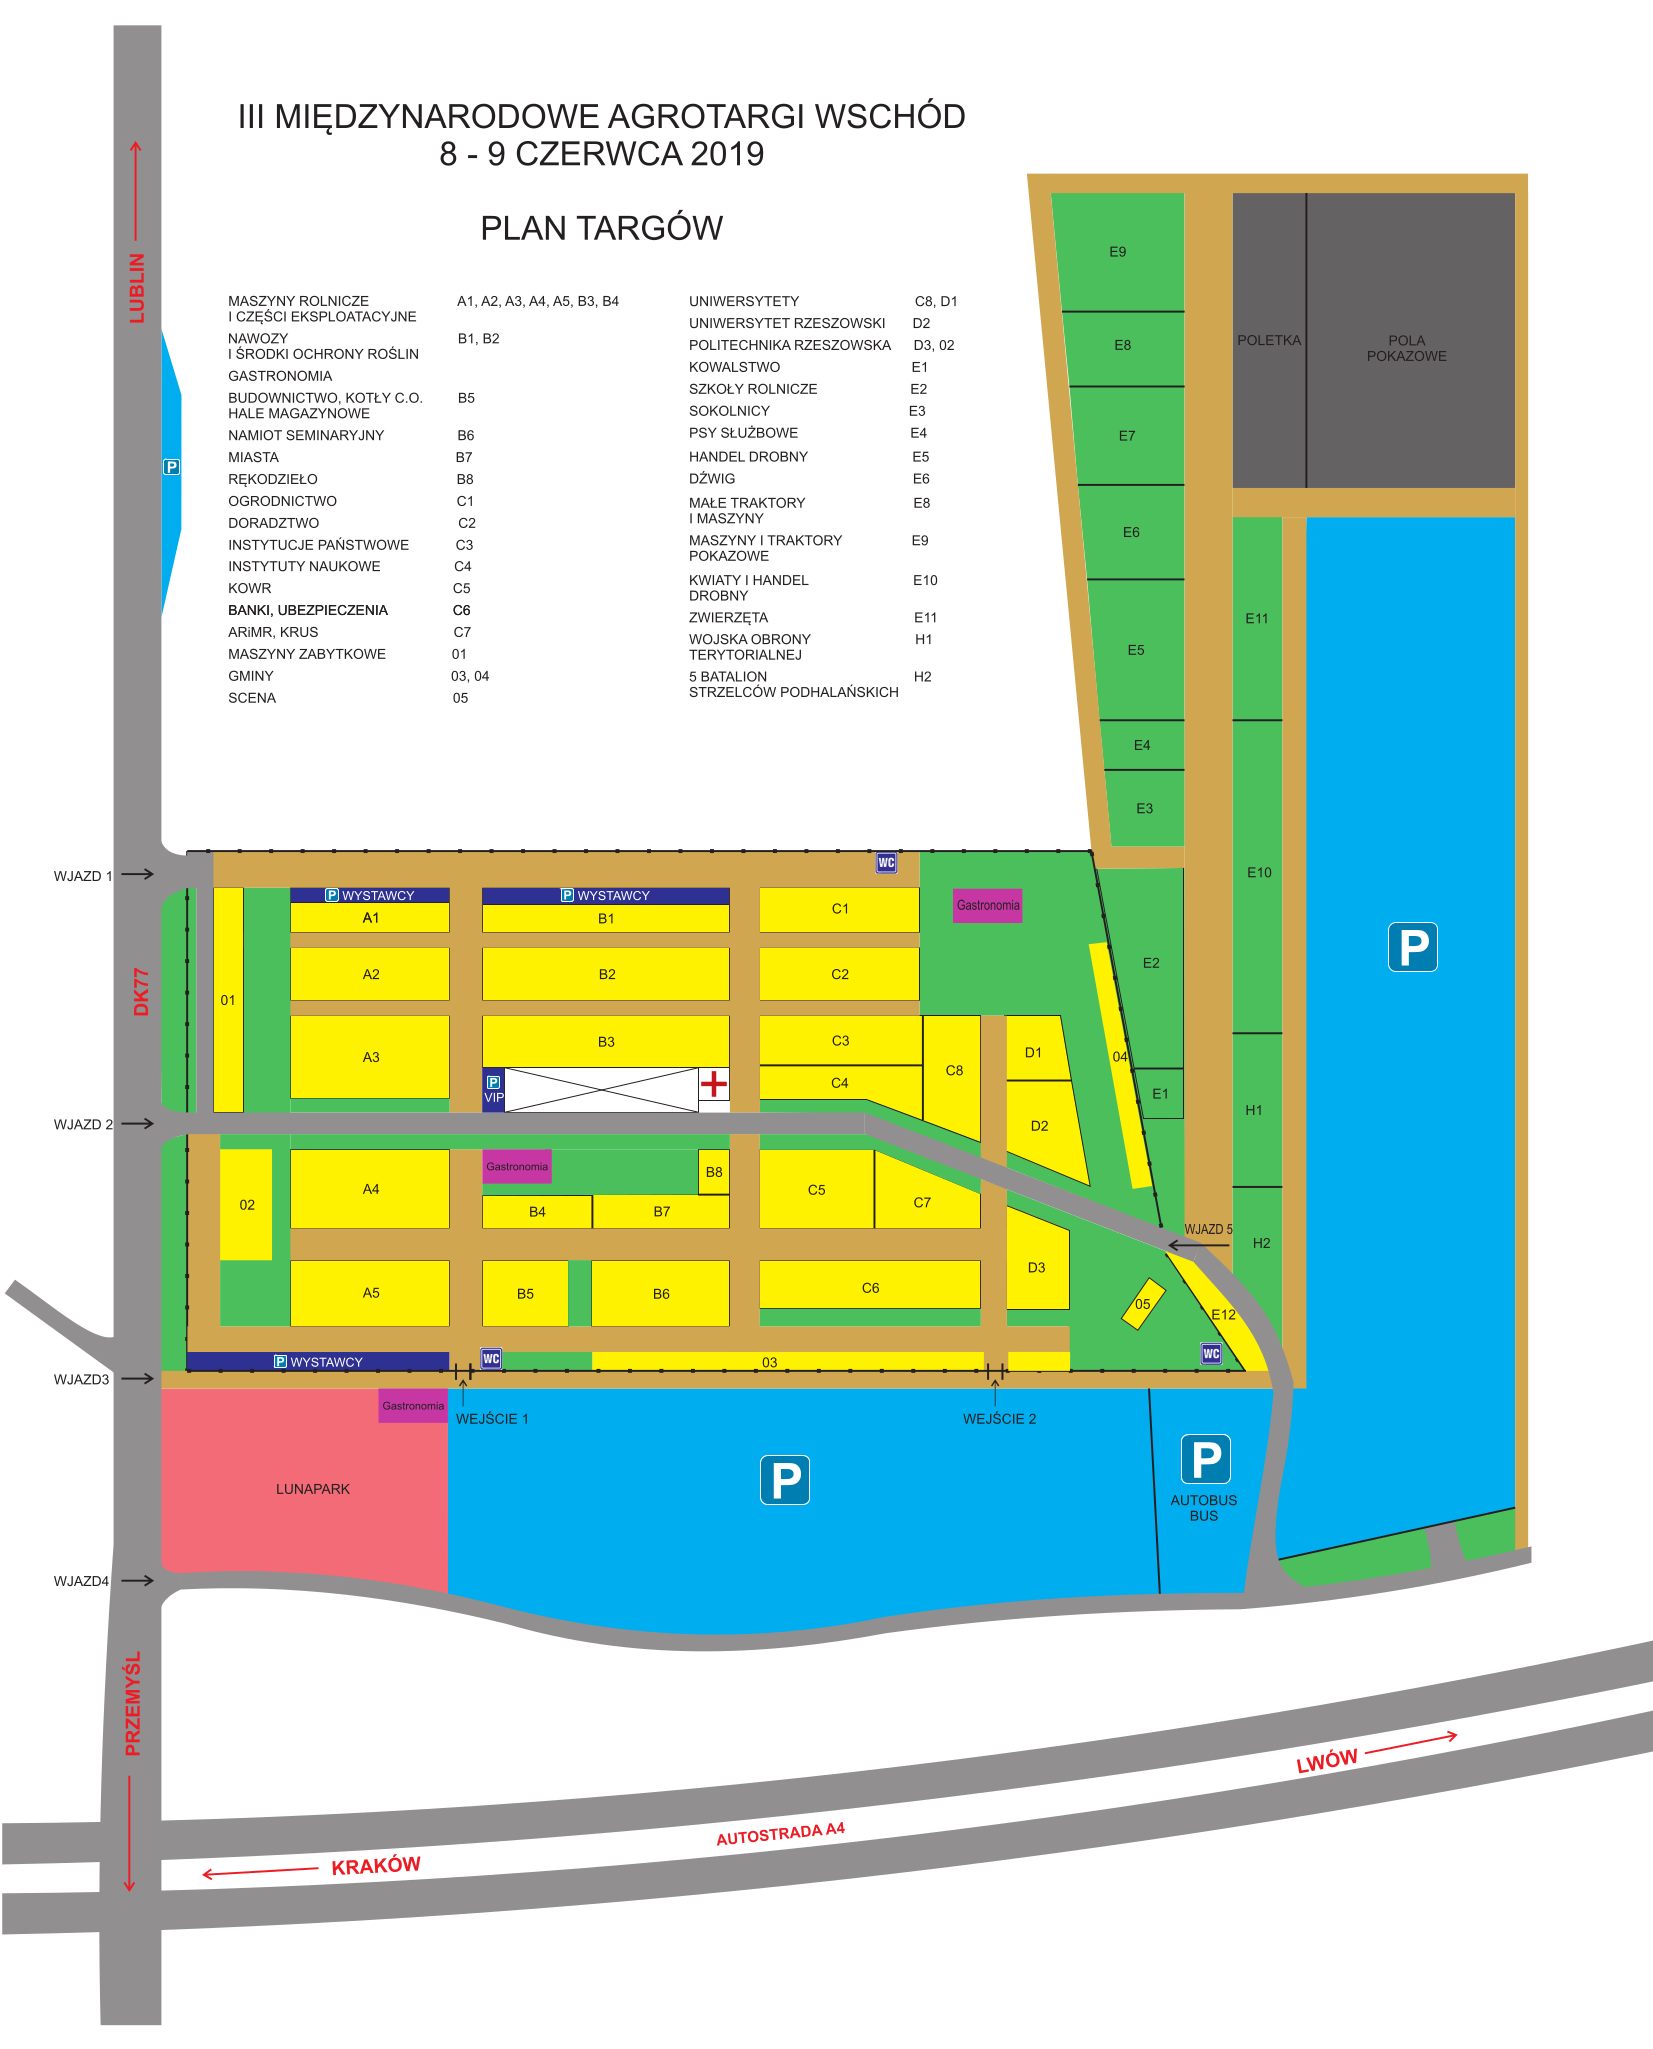 III MIĘDZYNARODOWE AGROTARGI WSCHÓD
8 - 9 CZERWCA 2019
PLAN TARGÓW
MASZYNY ROLNICZE A1, A2, A3, A4, A5, B3, B4
I CZĘŚCI EKSPLOATACYJNE
NAWOZY B1, B2
I ŚRODKI OCHRONY ROŚLIN
GASTRONOMIA
BUDOWNICTWO, KOTŁY C.O. B5
HALE MAGAZYNOWE
NAMIOT SEMINARYJNY B6
MIASTA B7
RĘKODZIEŁO B8
OGRODNICTWO C1
DORADZTWO C2
INSTYTUCJE PAŃSTWOWE C3
INSTYTUTY NAUKOWE C4
KOWR C5
BANKI, UBEZPIECZENIA C6
ARiMR, KRUS C7
MASZYNY ZABYTKOWE 01
GMINY 03, 04
SCENA 05
UNIWERSYTETY C8, D1
UNIWERSYTET RZESZOWSKI D2
POLITECHNIKA RZESZOWSKA D3, 02
KOWALSTWO E1
SZKOŁY ROLNICZE E2
SOKOLNICY E3
PSY SŁUŻBOWE E4
HANDEL DROBNY E5
DŹWIG E6
MAŁE TRAKTORY E8
I MASZYNY
MASZYNY I TRAKTORY E9
POKAZOWE
KWIATY I HANDEL E10
DROBNY
ZWIERZĘTA E11
WOJSKA OBRONY H1
TERYTORIALNEJ
5 BATALION H2
STRZELCÓW PODHALAŃSKICH
LUBLIN
P
E9
E8
E7
E6
E5
E4
E3
POLETKA
POLA
POKAZOWE
E11
E10
H1
H2
P
WJAZD 1
DK77
WJAZD 2
WJAZD3
WJAZD4
WC
P WYSTAWCY
P WYSTAWCY
A1
B1
C1
Gastronomia
A2
B2
C2
E2
01
A3
B3
C3
C4
C8
D1
D2
04
E1
P
VIP
02
A4
Gastronomia
B8
B4
B7
C5
C7
WJAZD 5
A5
B5
B6
C6
D3
05
E12
P WYSTAWCY
WC
03
WC
WEJŚCIE 1
WEJŚCIE 2
Gastronomia
LUNAPARK
P
P
AUTOBUS
BUS
PRZEMYŚL
LWÓW
AUTOSTRADA A4
KRAKÓW